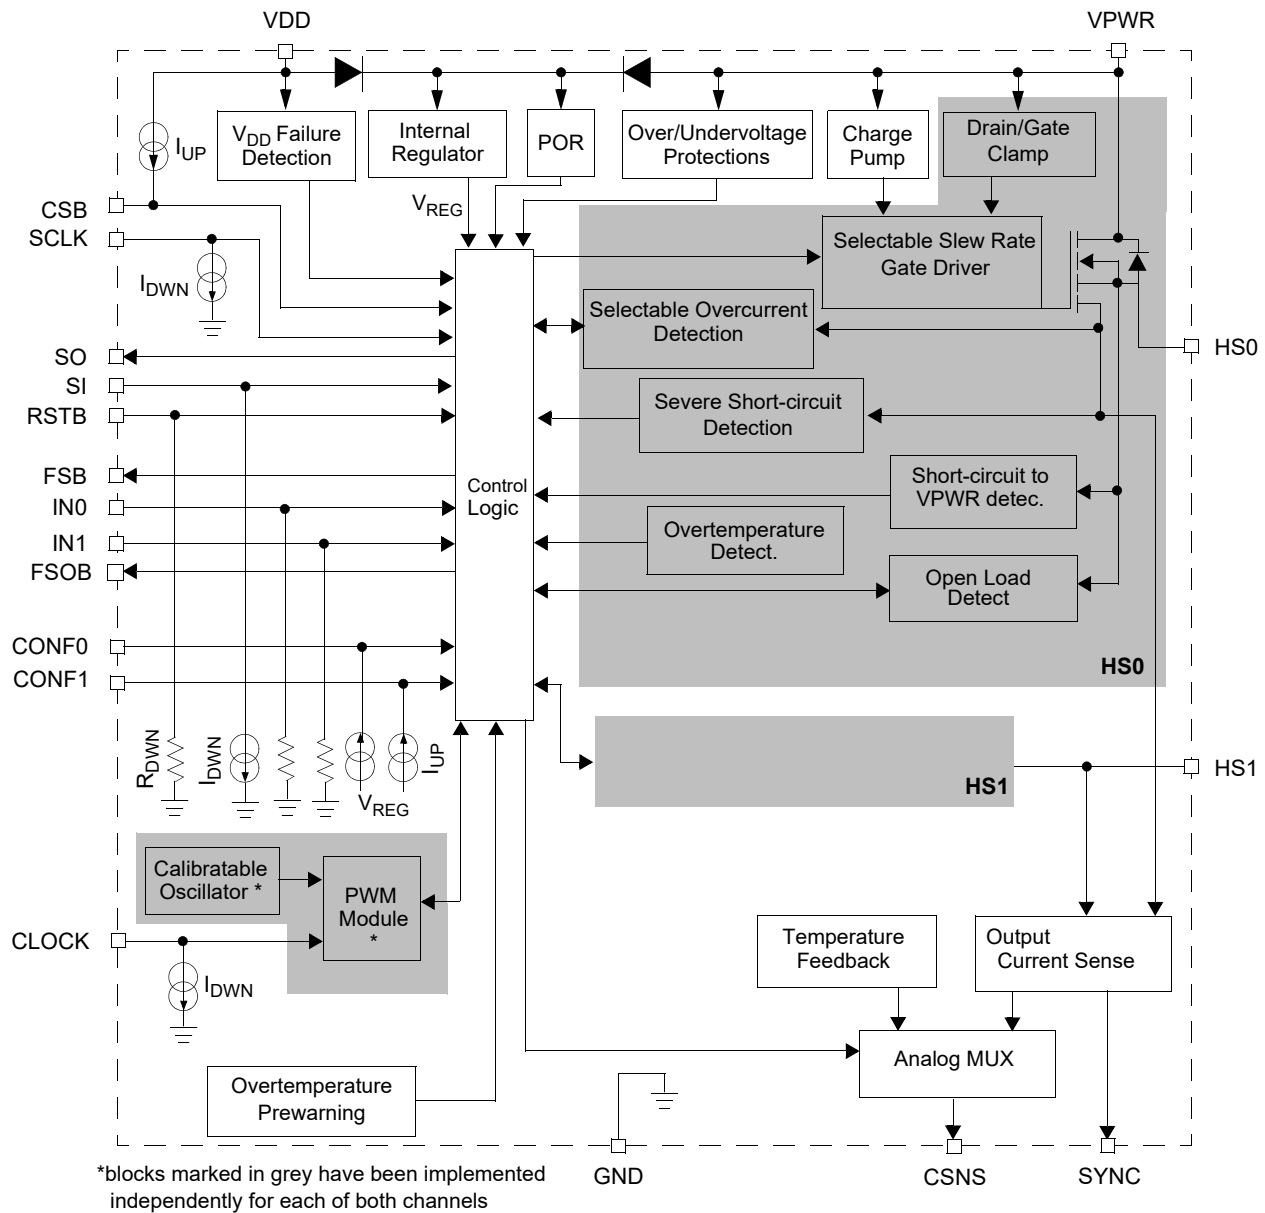 VDD
VPWR
VDD Failure
Detection
Internal
Regulator
POR
Over/Undervoltage
Protections
Charge
Pump
Drain/Gate
Clamp
IUP
VREG
CSB
SCLK
IDWN
Selectable Slew Rate
Gate Driver
Selectable Overcurrent
Detection
HS0
SO
SI
RSTB
Severe Short-circuit
Detection
FSB
IN0
IN1
FSOB
Control
Logic
Short-circuit to
VPWR detec.
Overtemperature
Detect.
Open Load
Detect
CONF0
CONF1
HS0
RDWN
IDWN
IUP
VREG
HS1
HS1
Calibratable
Oscillator *
PWM
Module
*
CLOCK
IDWN
Temperature
Feedback
Output
Current Sense
Analog MUX
Overtemperature
Prewarning
GND
CSNS
SYNC
*blocks marked in grey have been implemented
independently for each of both channels